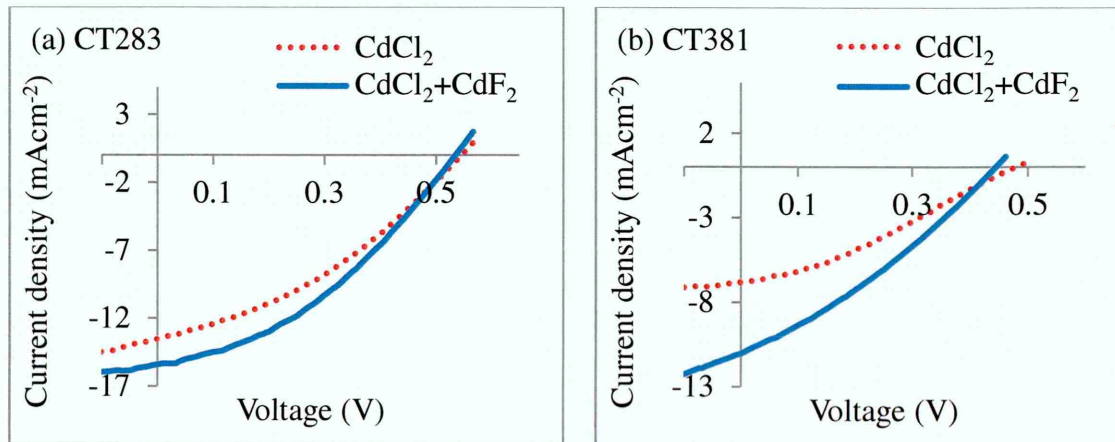 (a) CT283
CdCl₂
CdCl₂+CdF₂
Current density (mAcm⁻²)
3
-2
-7
-12
-17
0.1
0.3
0.5
Voltage (V)
(b) CT381
CdCl₂
CdCl₂+CdF₂
Current density (mAcm⁻²)
2
-3
-8
-13
0.1
0.3
0.5
Voltage (V)